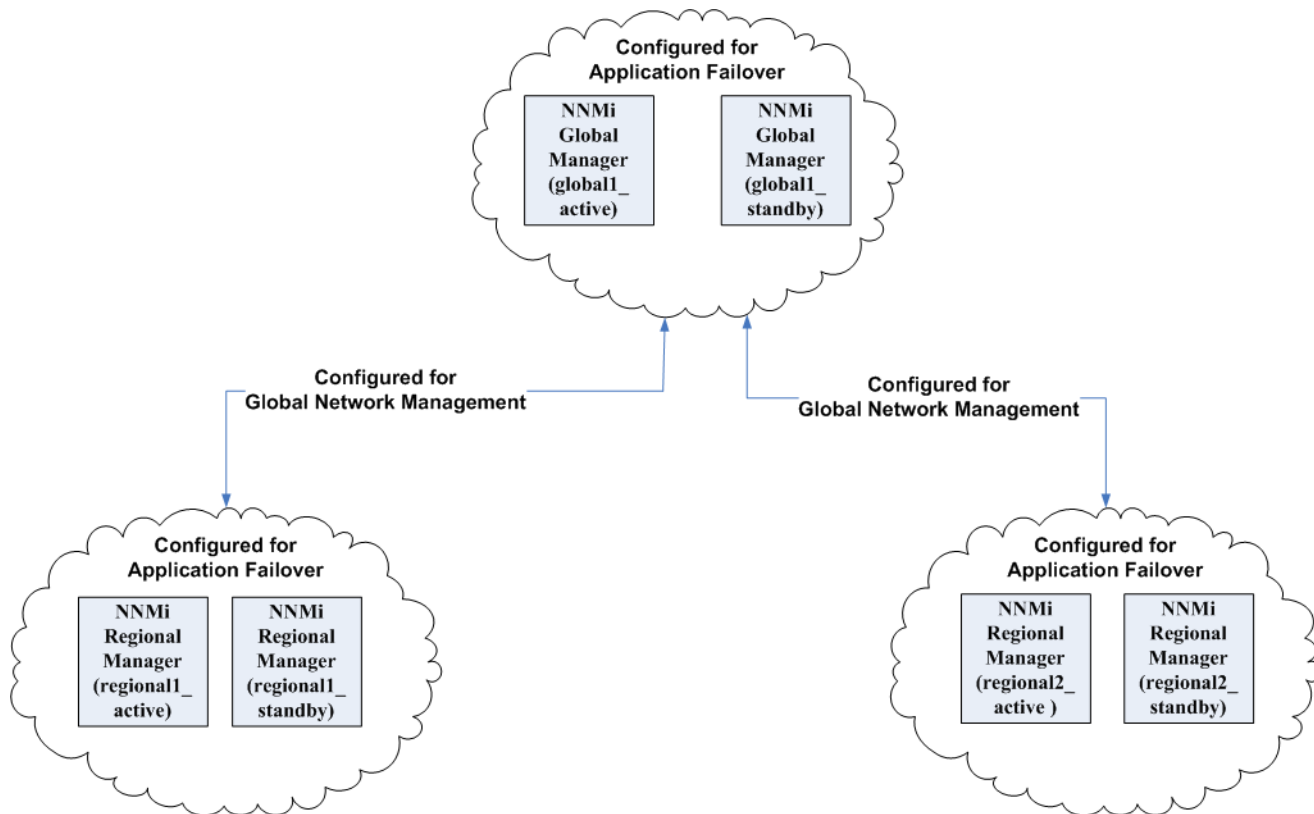 Configured for
Application Failover
NNMi
Global
Manager
(global1_
active)
NNMi
Global
Manager
(global1_
standby)
Configured for
Global Network Management
Configured for
Global Network Management
Configured for
Application Failover
NNMi
Regional
Manager
(regional1_
active)
NNMi
Regional
Manager
(regional1_
standby)
Configured for
Application Failover
NNMi
Regional
Manager
(regional2_
active )
NNMi
Regional
Manager
(regional2_
standby)